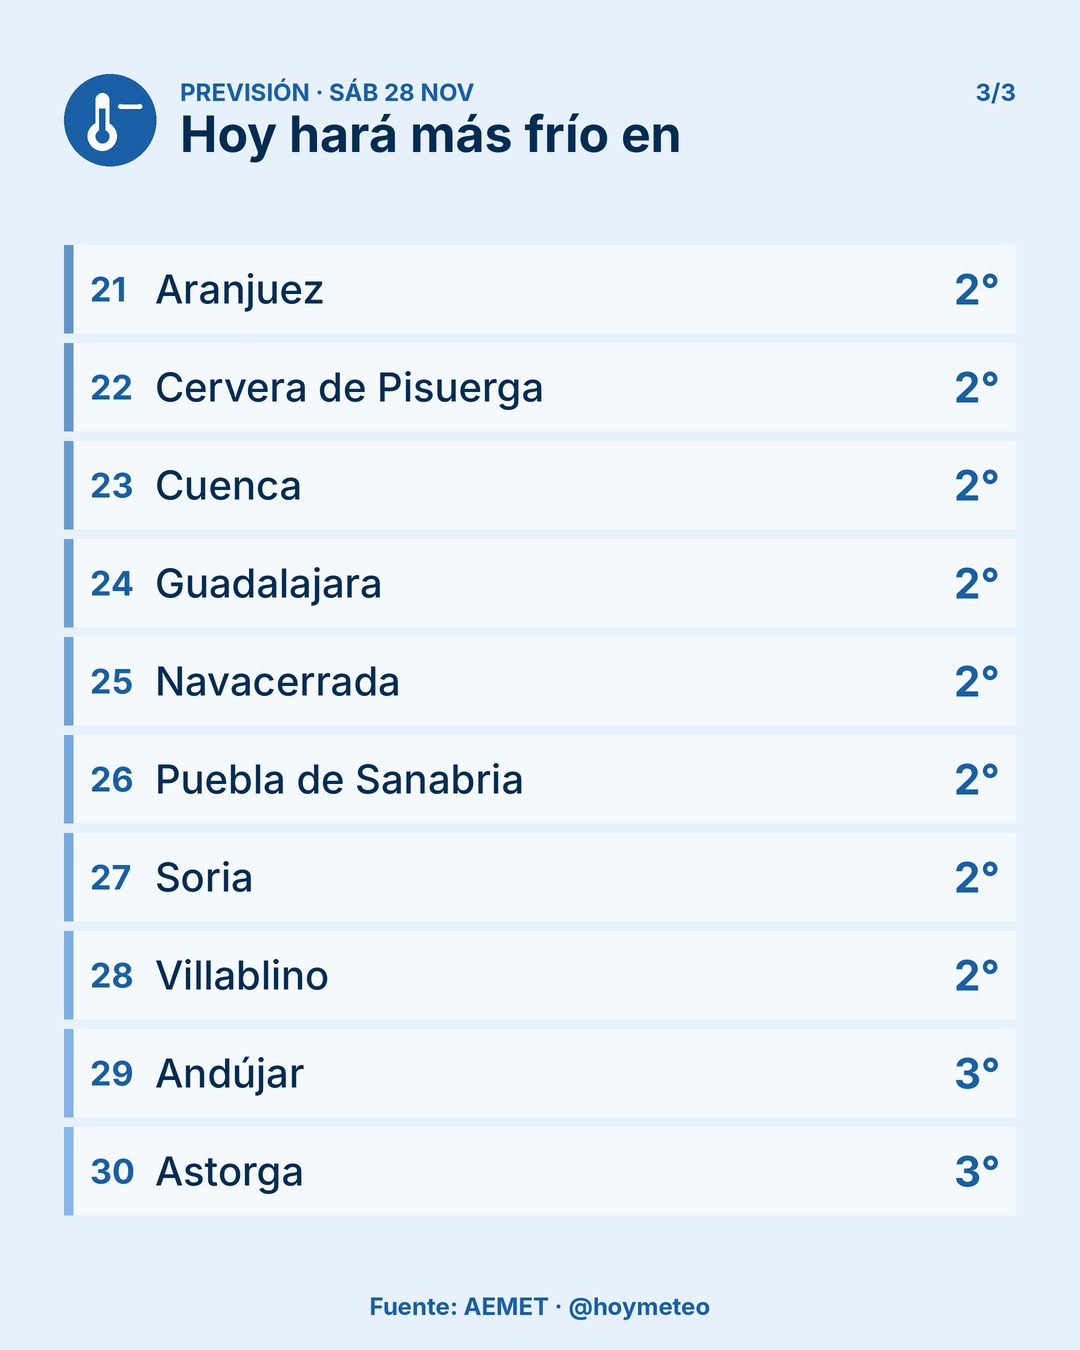 PREVISIÓN · SÁB 28 NOV
3/3
Hoy hará más frío en
21 Aranjuez 2°
22 Cervera de Pisuerga 2°
23 Cuenca 2°
24 Guadalajara 2°
25 Navacerrada 2°
26 Puebla de Sanabria 2°
27 Soria 2°
28 Villablino 2°
29 Andújar 3°
30 Astorga 3°
Fuente: AEMET · @hoymeteo